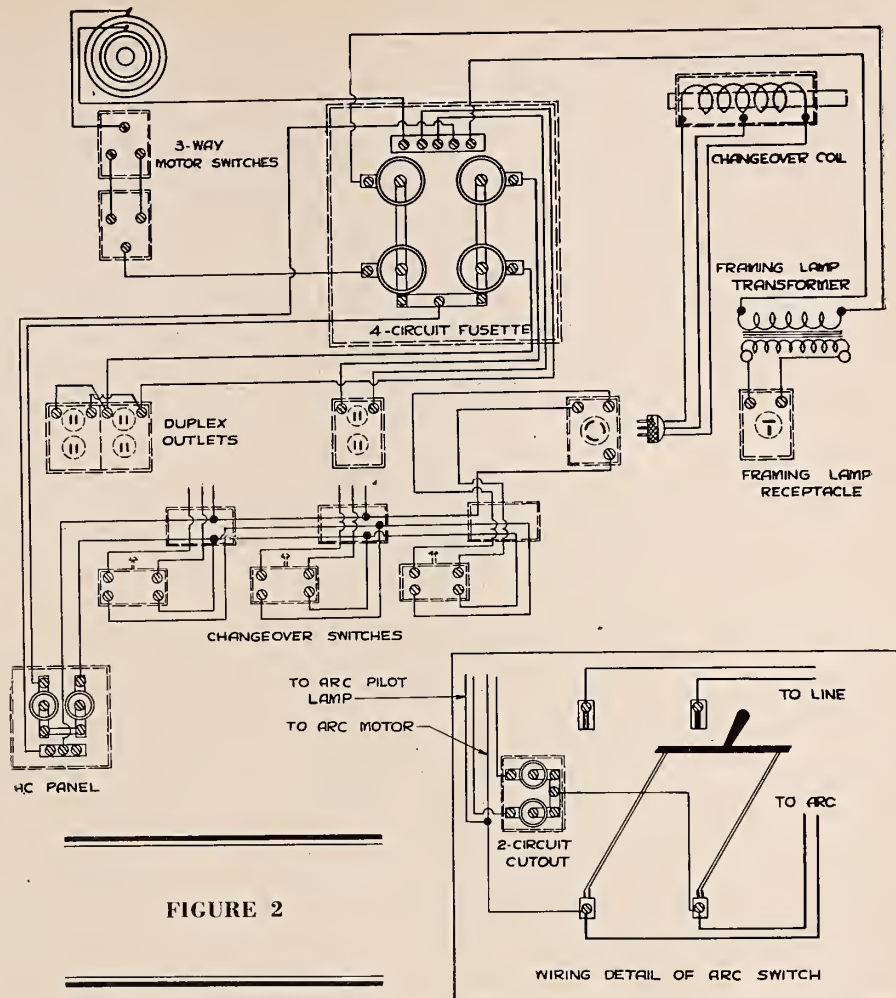 3-WAY
MOTOR SWITCHES
CHANGEOVER COIL
FRAMING LAMP
TRANSFORMER
4-CIRCUIT FUSETTE
DUPLEX
OUTLETS
FRAMING LAMP
RECEPTACLE
CHANGEOVER SWITCHES
TO ARC PILOT
LAMP
TO LINE
TO ARC MOTOR
AC PANEL
TO ARC
2-CIRCUIT
CUTOUT
FIGURE 2
WIRING DETAIL OF ARC SWITCH